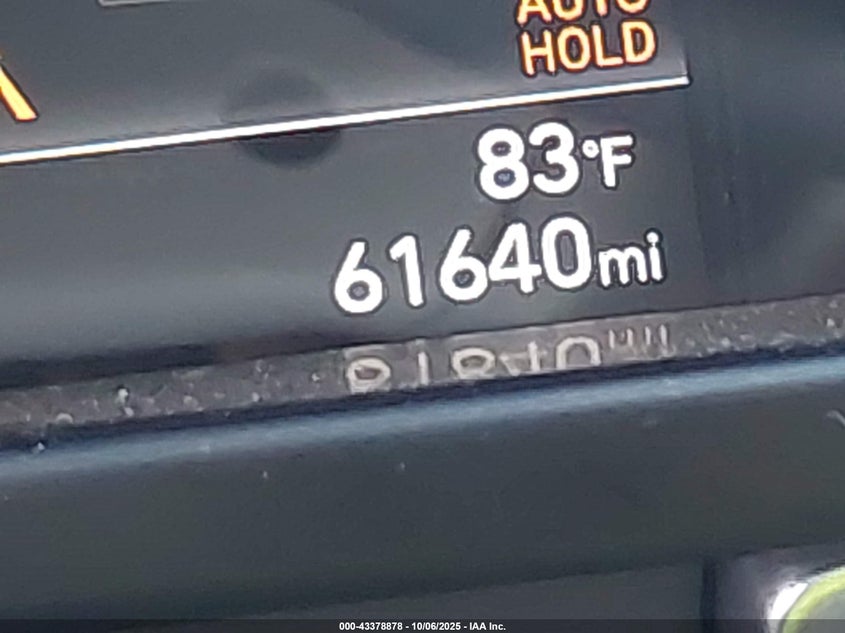 AUTO
HOLD
83°F
61640mi
000-43378878 - 10/06/2025 - IAA Inc.